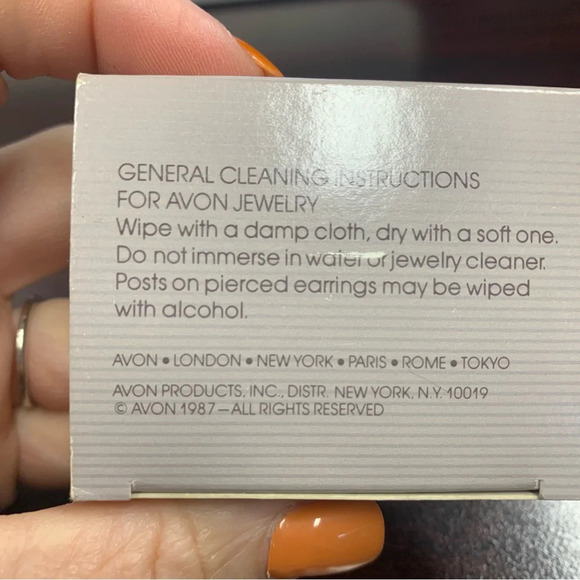 GENERAL CLEANING INSTRUCTIONS
FOR AVON JEWELRY
Wipe with a damp cloth, dry with a soft one.
Do not immerse in water or jewelry cleaner.
Posts on pierced earrings may be wiped
with alcohol.
AVON • LONDON • NEW YORK • PARIS • ROME • TOKYO
AVON PRODUCTS, INC., DISTR. NEW YORK, N.Y. 10019
© AVON 1987—ALL RIGHTS RESERVED